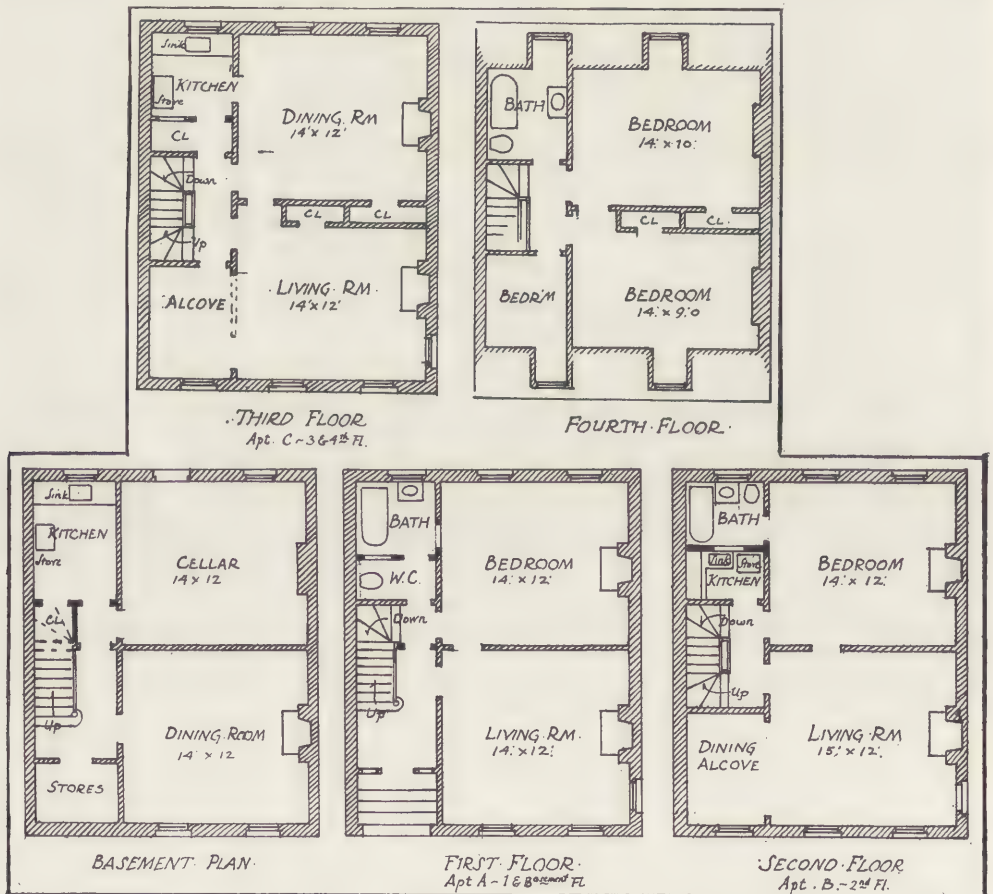 Sink
KITCHEN
Stove
CL
DINING RM
14' x 12'
Down
CL
CL
Up
ALCOVE
LIVING RM
14' x 12'
THIRD FLOOR
Apt. C ~ 3 & 4th Fl.
BATH
BEDROOM
14' x 10'
CL
CL.
BEDR'M
BEDROOM
14' x 9'0
FOURTH FLOOR
Sink
KITCHEN
Stove
CELLAR
14 x 12
CL
Up
DINING ROOM
14' x 12
STORES
BASEMENT PLAN
BATH
BEDROOM
14' x 12'
W.C.
Down
Up
LIVING RM.
14' x 12'
FIRST FLOOR
Apt A ~ 1 & Basement FL
BATH
Sink
Stove
KITCHEN
BEDROOM
14' x 12'
Down
Up
DINING
ALCOVE
LIVING RM
15' x 12'
SECOND FLOOR
Apt. B. ~ 2nd Fl.